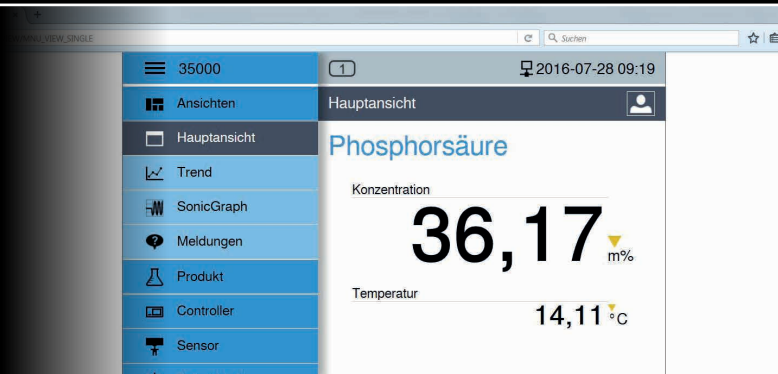 MENU_VIEW_SINGLE
Suchen
35000
1
2016-07-28 09:19
Ansichten
Hauptansicht
Hauptansicht
Phosphorsäure
Trend
Konzentration
SonicGraph
36,17 m%
Meldungen
Produkt
Temperatur
Controller
14,11 °C
Sensor